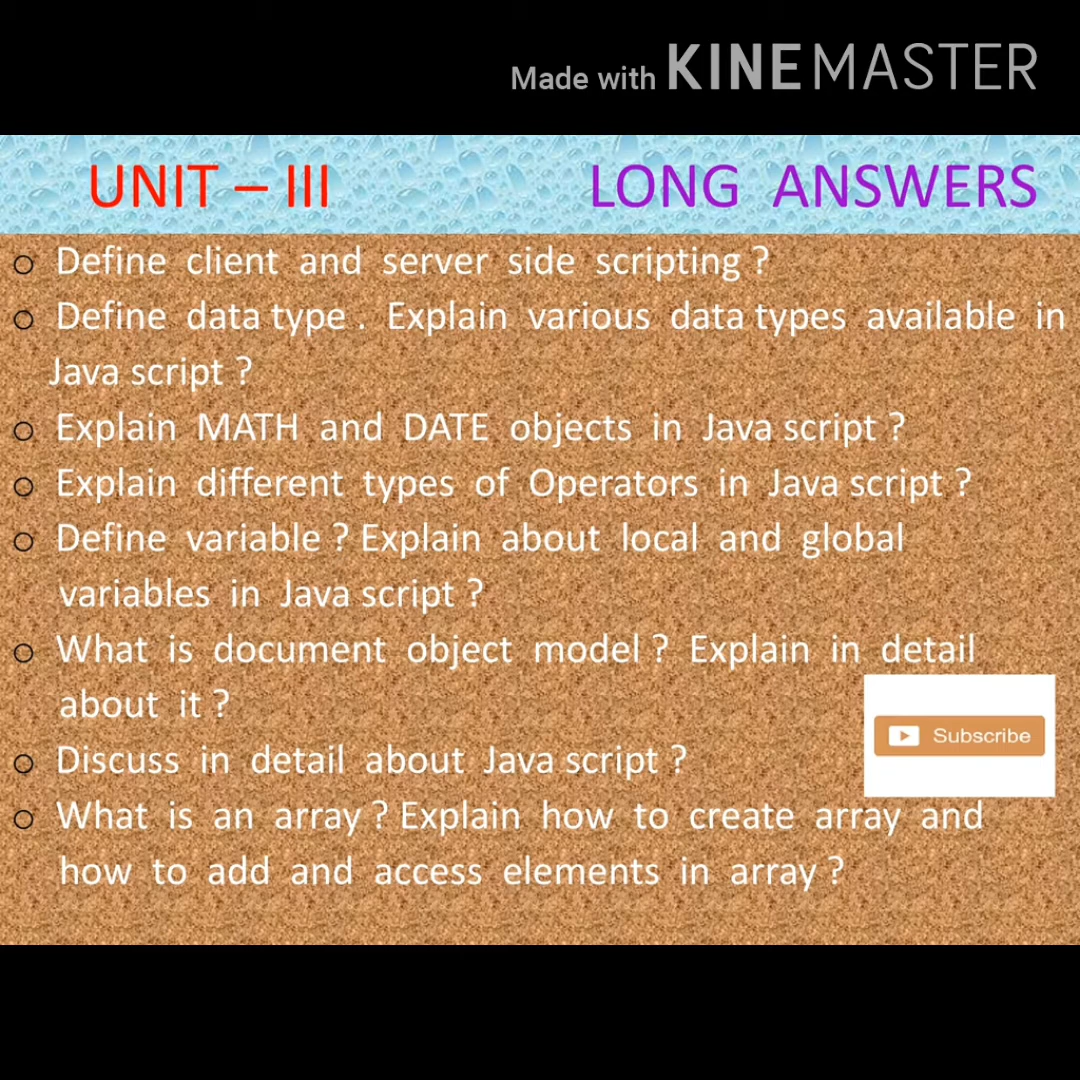 Made with KINEMASTER
UNIT – III LONG ANSWERS
Define client and server side scripting ?
Define data type . Explain various data types available in
Java script ?
Explain MATH and DATE objects in Java script ?
Explain different types of Operators in Java script ?
Define variable ? Explain about local and global
variables in Java script ?
What is document object model ? Explain in detail
about it ?
Subscribe
Discuss in detail about Java script ?
What is an array ? Explain how to create array and
how to add and access elements in array ?